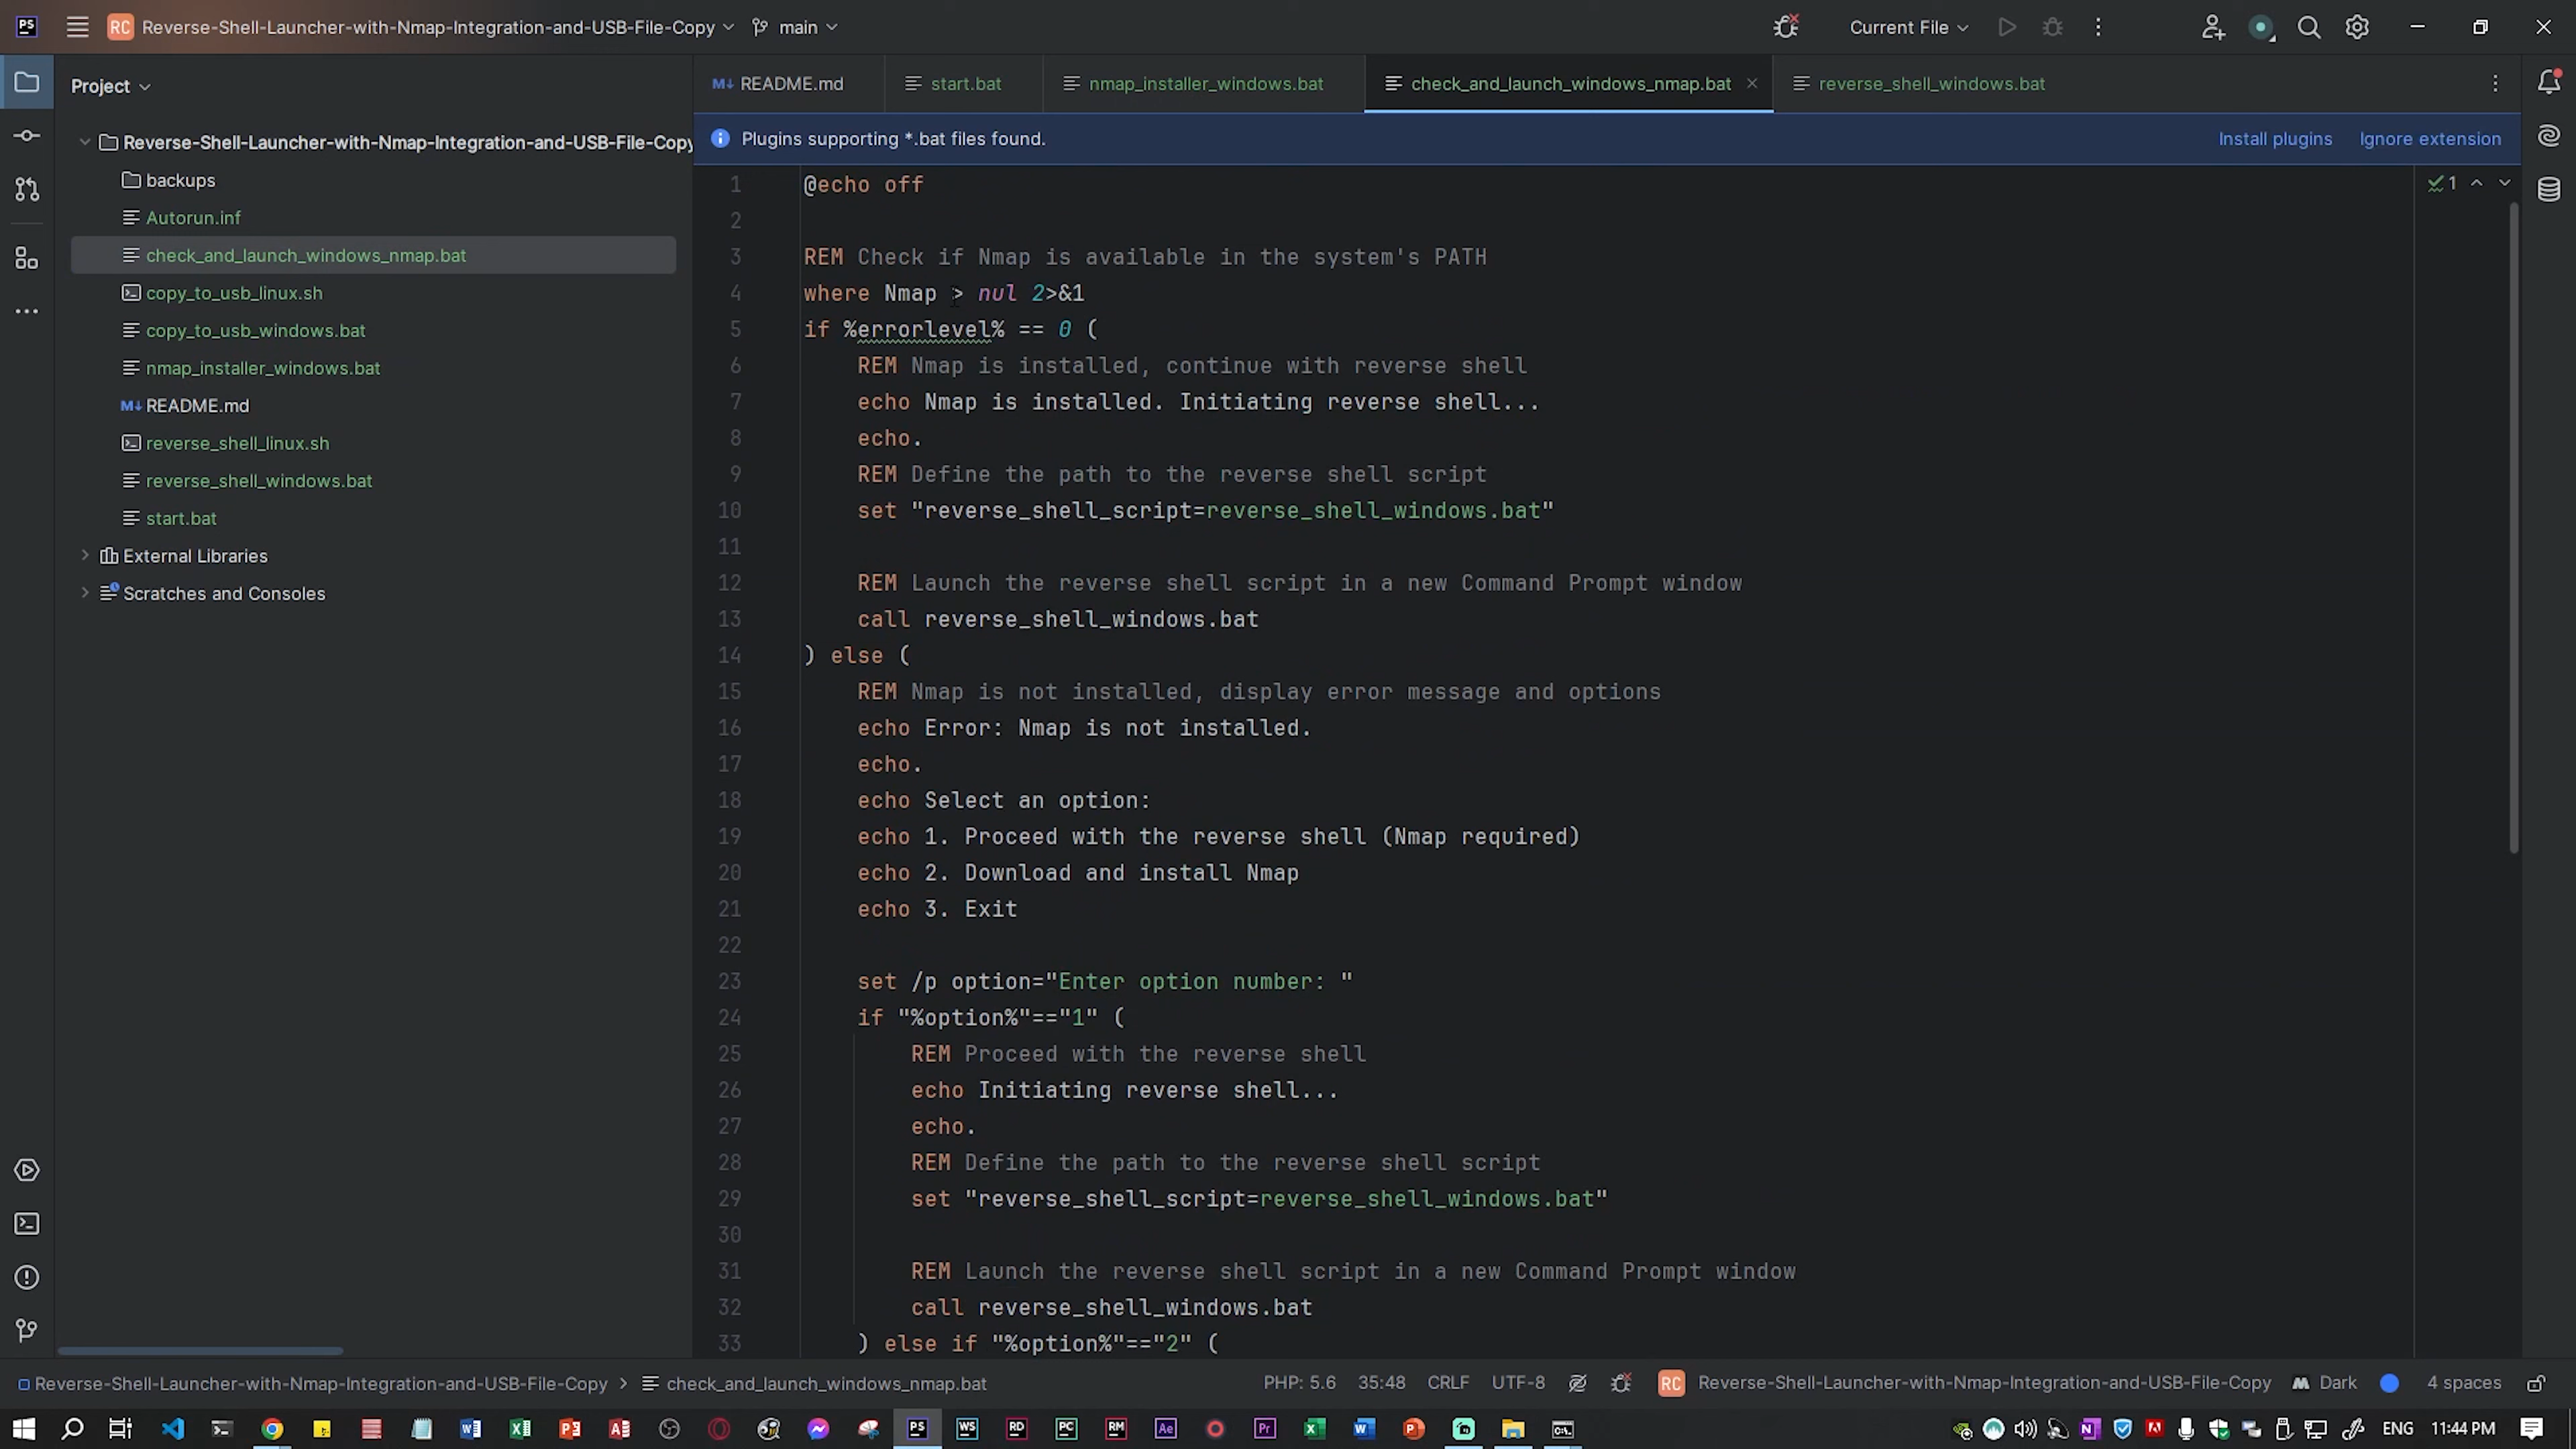 PS
RC Reverse-Shell-Launcher-with-Nmap-Integration-and-USB-File-Copy main Current File
Project
Reverse-Shell-Launcher-with-Nmap-Integration-and-USB-File-Copy
backups
Autorun.inf
check_and_launch_windows_nmap.bat
copy_to_usb_linux.sh
copy_to_usb_windows.bat
nmap_installer_windows.bat
M↓ README.md
reverse_shell_linux.sh
reverse_shell_windows.bat
start.bat
External Libraries
Scratches and Consoles
M↓ README.md start.bat nmap_installer_windows.bat check_and_launch_windows_nmap.bat reverse_shell_windows.bat
Plugins supporting *.bat files found. Install plugins Ignore extension
1 @echo off 1
2
3 REM Check if Nmap is available in the system's PATH
4 where Nmap > nul 2>&1
5 if %errorlevel% == 0 (
6 REM Nmap is installed, continue with reverse shell
7 echo Nmap is installed. Initiating reverse shell...
8 echo.
9 REM Define the path to the reverse shell script
10 set "reverse_shell_script=reverse_shell_windows.bat"
11
12 REM Launch the reverse shell script in a new Command Prompt window
13 call reverse_shell_windows.bat
14 ) else (
15 REM Nmap is not installed, display error message and options
16 echo Error: Nmap is not installed.
17 echo.
18 echo Select an option:
19 echo 1. Proceed with the reverse shell (Nmap required)
20 echo 2. Download and install Nmap
21 echo 3. Exit
22
23 set /p option="Enter option number: "
24 if "%option%"=="1" (
25 REM Proceed with the reverse shell
26 echo Initiating reverse shell...
27 echo.
28 REM Define the path to the reverse shell script
29 set "reverse_shell_script=reverse_shell_windows.bat"
30
31 REM Launch the reverse shell script in a new Command Prompt window
32 call reverse_shell_windows.bat
33 ) else if "%option%"=="2" (
Reverse-Shell-Launcher-with-Nmap-Integration-and-USB-File-Copy > check_and_launch_windows_nmap.bat PHP: 5.6 35:48 CRLF UTF-8 RC Reverse-Shell-Launcher-with-Nmap-Integration-and-USB-File-Copy Dark 4 spaces
PS WS RD PC RM Ae Pr ENG 11:44 PM